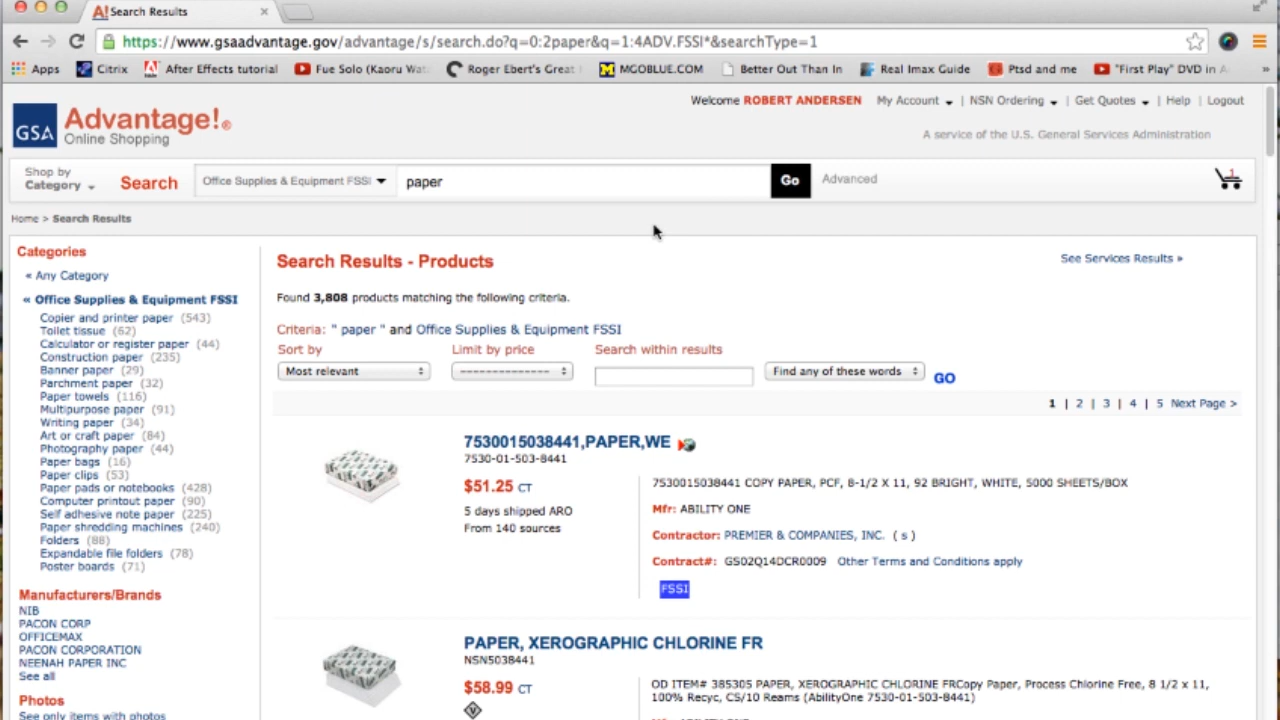 A! Search Results
https://www.gsaadvantage.gov/advantage/s/search.do?q=0:2paper&q=1:4ADV.FSSI*&searchType=1
Apps Citrix After Effects tutorial Fue Solo (Kaoru Wat Roger Ebert's Great MGOBLUE.COM Better Out Than In Real Imax Guide Ptsd and me "First Play" DVD in A »
Welcome ROBERT ANDERSEN My Account | NSN Ordering | Get Quotes | Help | Logout
GSA Advantage!®
Online Shopping
A service of the U.S. General Services Administration
Shop by
Category
Search Office Supplies & Equipment FSSI paper Go Advanced 1
Home > Search Results
Categories
« Any Category
« Office Supplies & Equipment FSSI
Copier and printer paper (543)
Toilet tissue (62)
Calculator or register paper (44)
Construction paper (235)
Banner paper (29)
Parchment paper (32)
Paper towels (116)
Multipurpose paper (91)
Writing paper (34)
Art or craft paper (84)
Photography paper (44)
Paper bags (16)
Paper clips (53)
Paper pads or notebooks (428)
Computer printout paper (90)
Self adhesive note paper (225)
Paper shredding machines (240)
Folders (88)
Expandable file folders (78)
Poster boards (71)
Manufacturers/Brands
NIB
PACON CORP
OFFICEMAX
PACON CORPORATION
NEENAH PAPER INC
See all
Photos
See only items with photos
Search Results - Products
See Services Results »
Found 3,808 products matching the following criteria.
Criteria: " paper " and Office Supplies & Equipment FSSI
Sort by Limit by price Search within results
Most relevant -------------- Find any of these words GO
1 | 2 | 3 | 4 | 5 Next Page >
7530015038441,PAPER,WE
7530-01-503-8441
$51.25 CT
5 days shipped ARO
From 140 sources
7530015038441 COPY PAPER, PCF, 8-1/2 X 11, 92 BRIGHT, WHITE, 5000 SHEETS/BOX
Mfr: ABILITY ONE
Contractor: PREMIER & COMPANIES, INC. ( s )
Contract#: GS02Q14DCR0009 Other Terms and Conditions apply
FSSI
PAPER, XEROGRAPHIC CHLORINE FR
NSN5038441
$58.99 CT
V
OD ITEM# 385305 PAPER, XEROGRAPHIC CHLORINE FRCopy Paper, Process Chlorine Free, 8 1/2 x 11,
100% Recyc, CS/10 Reams (AbilityOne 7530-01-503-8441)